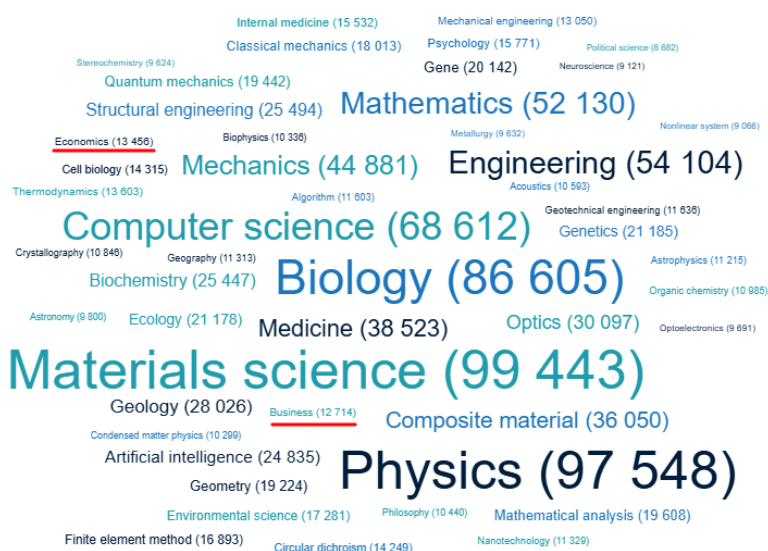 Internal medicine (15 532)
Mechanical engineering (13 050)
Classical mechanics (18 013)
Psychology (15 771)
Political science (8 662)
Stereochemistry (9 624)
Gene (20 142)
Neuroscience (9 121)
Quantum mechanics (19 442)
Structural engineering (25 494)
Mathematics (52 130)
Nonlinear system (9 066)
Economics (13 456)
Biophysics (10 336)
Metallurgy (9 632)
Cell biology (14 315)
Mechanics (44 881)
Engineering (54 104)
Thermodynamics (13 603)
Algorithm (11 603)
Acoustics (10 593)
Geotechnical engineering (11 636)
Computer science (68 612)
Genetics (21 185)
Crystallography (10 846)
Geography (11 313)
Biology (86 605)
Astrophysics (11 215)
Biochemistry (25 447)
Organic chemistry (10 985)
Astronomy (9 800)
Ecology (21 178)
Medicine (38 523)
Optics (30 097)
Optoelectronics (9 691)
Materials science (99 443)
Geology (28 026)
Business (12 714)
Composite material (36 050)
Condensed matter physics (10 299)
Artificial intelligence (24 835)
Physics (97 548)
Geometry (19 224)
Environmental science (17 281)
Philosophy (10 440)
Mathematical analysis (19 608)
Finite element method (16 893)
Circular dichroism (14 249)
Nanotechnology (11 329)